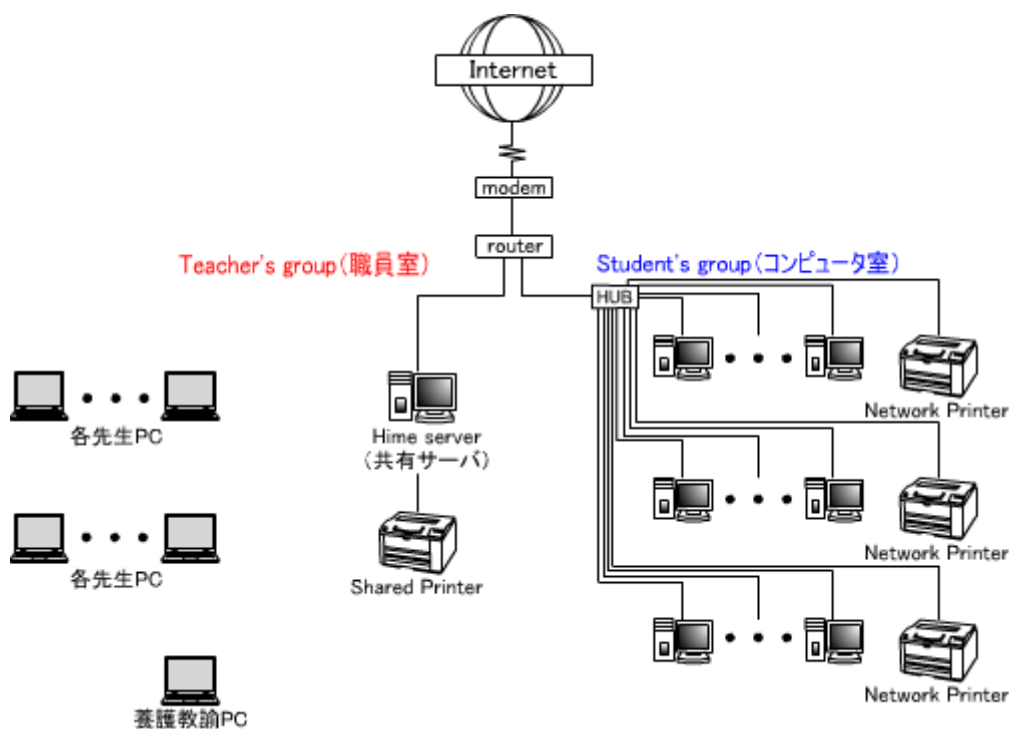 Internet
modem
router
Teacher's group(職員室)
Student's group(コンピュータ室)
HUB
Network Printer
各先生PC
Hime server
(共有サーバ)
Network Printer
各先生PC
Shared Printer
Network Printer
養護教諭PC